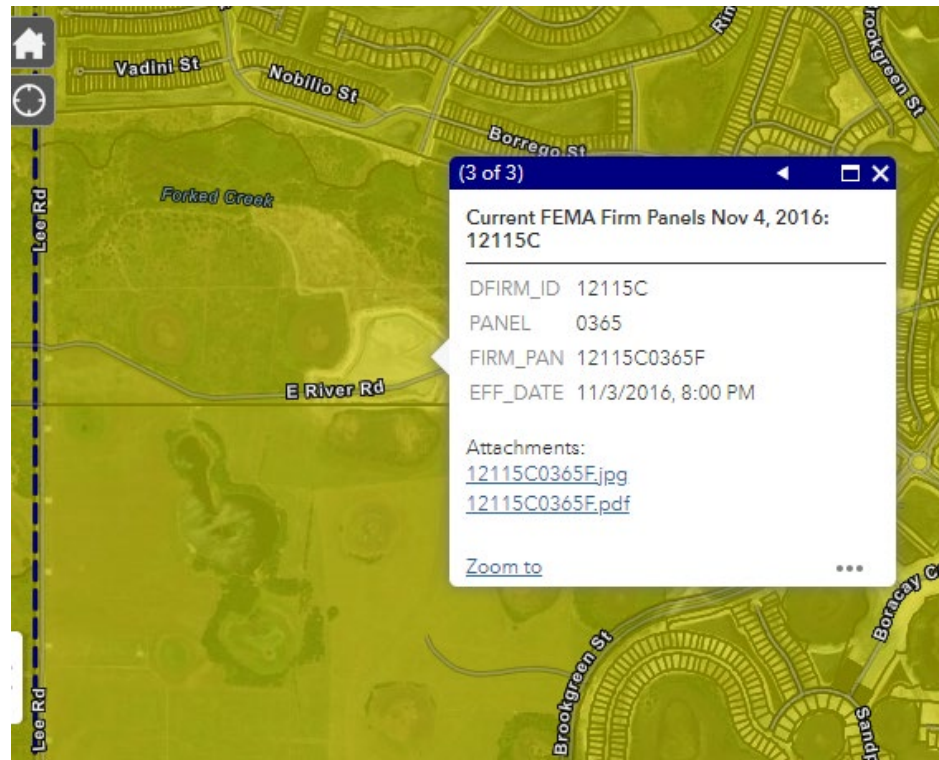 Vadini St
Nobilio St
Borrego St
Brookgreen St
Forked Creek
Lee Rd
E River Rd
(3 of 3)
Current FEMA Firm Panels Nov 4, 2016:
12115C
DFIRM_ID 12115C
PANEL 0365
FIRM_PAN 12115C0365F
EFF_DATE 11/3/2016, 8:00 PM
Attachments:
12115C0365F.jpg
12115C0365F.pdf
Zoom to
Brookgreen St
Lee Rd